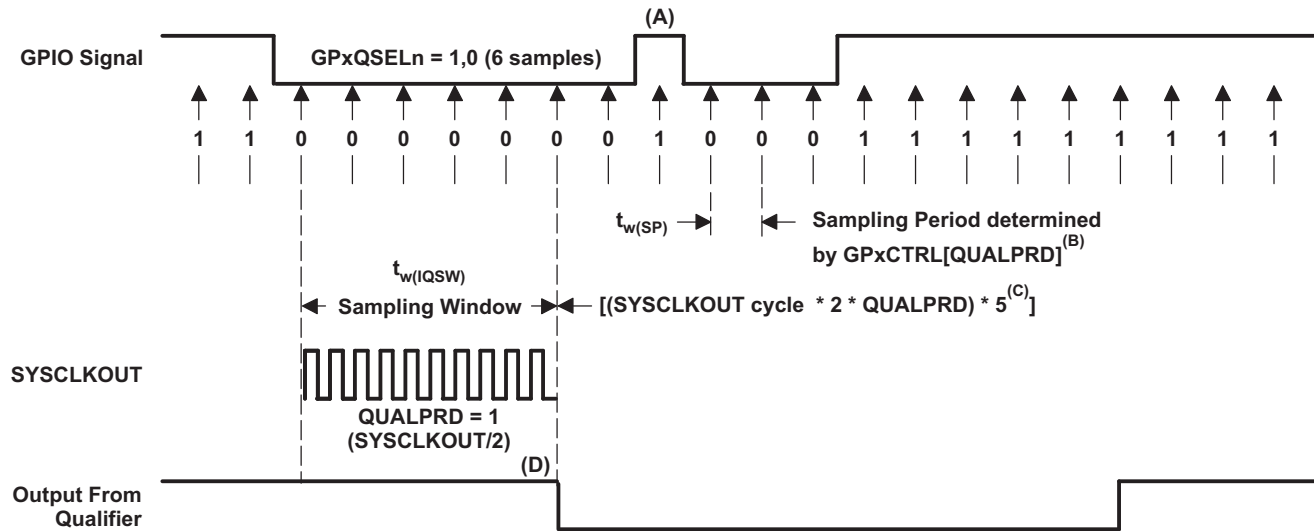 (A)
GPIO Signal
GPxQSELn = 1,0 (6 samples)
1 1 0 0 0 0 0 0 0 1 0 0 0 1 1 1 1 1 1 1 1 1
tw(SP)
Sampling Period determined
by GPxCTRL[QUALPRD](B)
tw(IQSW)
Sampling Window
[(SYSCLKOUT cycle * 2 * QUALPRD) * 5(C)]
SYSCLKOUT
QUALPRD = 1
(SYSCLKOUT/2)
(D)
Output From
Qualifier